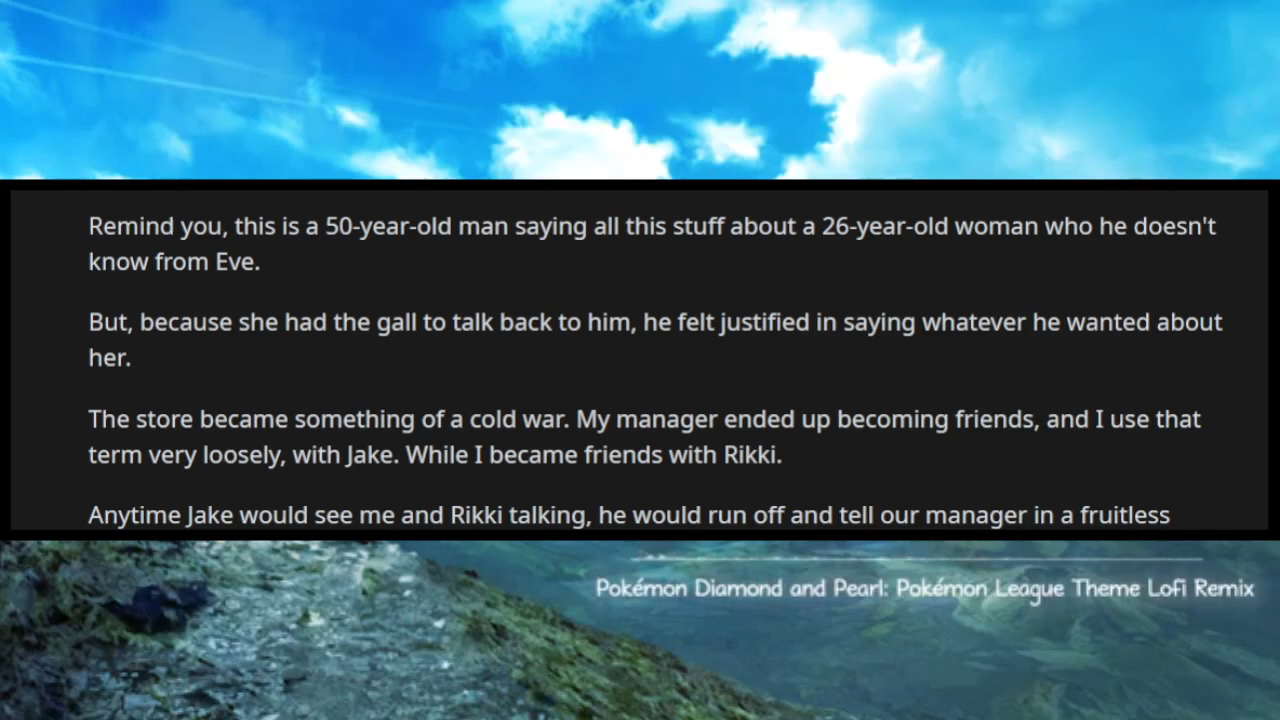 Remind you, this is a 50-year-old man saying all this stuff about a 26-year-old woman who he doesn't
know from Eve.
But, because she had the gall to talk back to him, he felt justified in saying whatever he wanted about
her.
The store became something of a cold war. My manager ended up becoming friends, and I use that
term very loosely, with Jake. While I became friends with Rikki.
Anytime Jake would see me and Rikki talking, he would run off and tell our manager in a fruitless
Pokémon Diamond and Pearl: Pokémon League Theme Lofi Remix